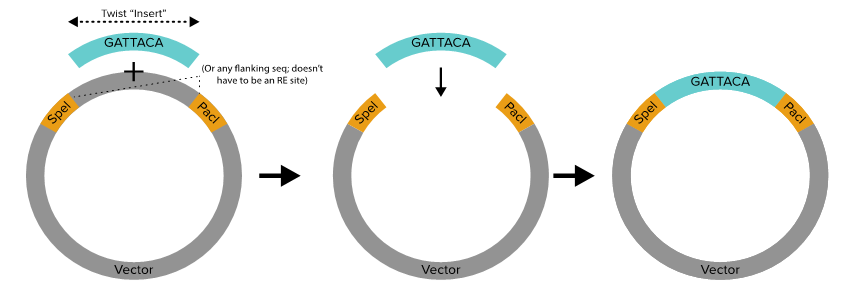 Twist “Insert”
GATTACA
(Or any flanking seq; doesn’t
have to be an RE site)
SpeI
PacI
Vector
GATTACA
SpeI
PacI
Vector
GATTACA
SpeI
PacI
Vector